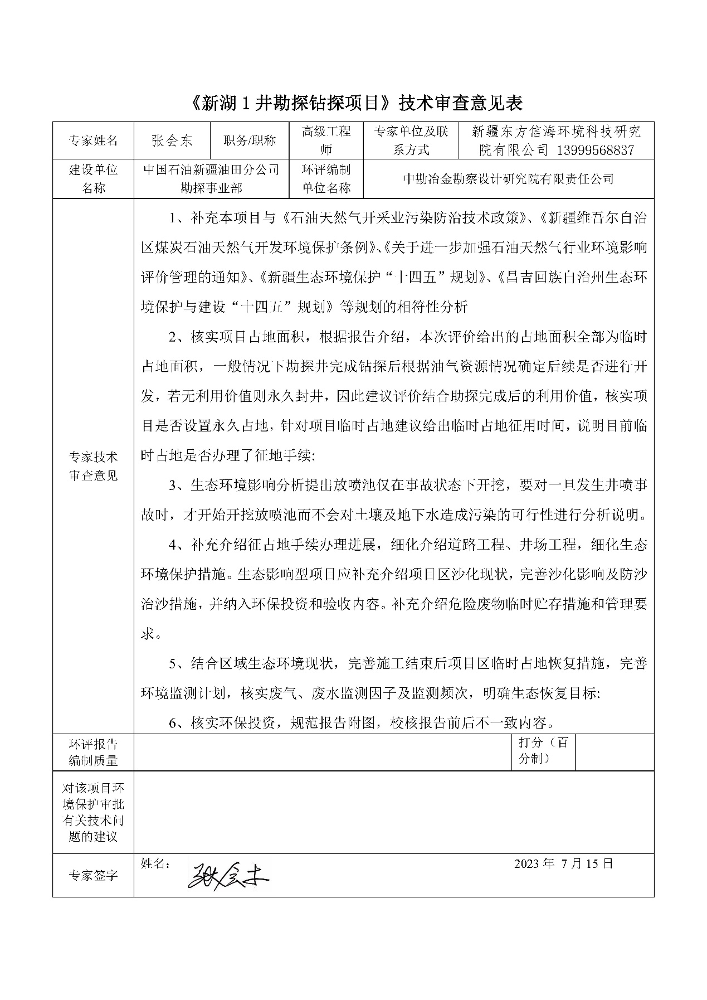 《新湖 1 井勘探钻探项目》技术审查意见表
专家姓名
张会东
职务/职称
高级工程
师
专家单位及联
系方式
新疆东方信海环境科技研究
院有限公司 13999568837
建设单位
名称
中国石油新疆油田分公司
勘探事业部
环评编制
单位名称
中勘冶金勘察设计研究院有限责任公司
专家技术
审查意见
1、补充本项目与《石油天然气开采业污染防治技术政策》、《新疆维吾尔自治
区煤炭石油天然气开发环境保护条例》、《关于进一步加强石油天然气行业环境影响
评价管理的通知》、《新疆生态环境保护“十四五”规划》、《昌吉回族自治州生态环
境保护与建设“十四五”规划》等规划的相符性分析
2、核实项目占地面积，根据报告介绍，本次评价给出的占地面积全部为临时
占地面积，一般情况下勘探井完成钻探后根据油气资源情况确定后续是否进行开
发，若无利用价值则永久封井，因此建议评价结合助探完成后的利用价值，核实项
目是否设置永久占地，针对项目临时占地建议给出临时占地征用时间，说明目前临
时占地是否办理了征地手续:
3、生态环境影响分析提出放喷池仅在事故状态下开挖，要对一旦发生井喷事
故时，才开始开挖放喷池而不会对土壤及地下水造成污染的可行性进行分析说明。
4、补充介绍征占地手续办理进展，细化介绍道路工程、井场工程，细化生态
环境保护措施。生态影响型项目应补充介绍项目区沙化现状，完善沙化影响及防沙
治沙措施，并纳入环保投资和验收内容。补充介绍危险废物临时贮存措施和管理要
求。
5、结合区域生态环境现状，完善施工结束后项目区临时占地恢复措施，完善
环境监测计划，核实废气、废水监测因子及监测频次，明确生态恢复目标:
6、核实环保投资，规范报告附图，校核报告前后不一致内容。
环评报告
编制质量
打分（百
分制）
对该项目环
境保护审批
有关技术问
题的建议
专家签字
姓名：
张会东
2023 年 7 月 15 日